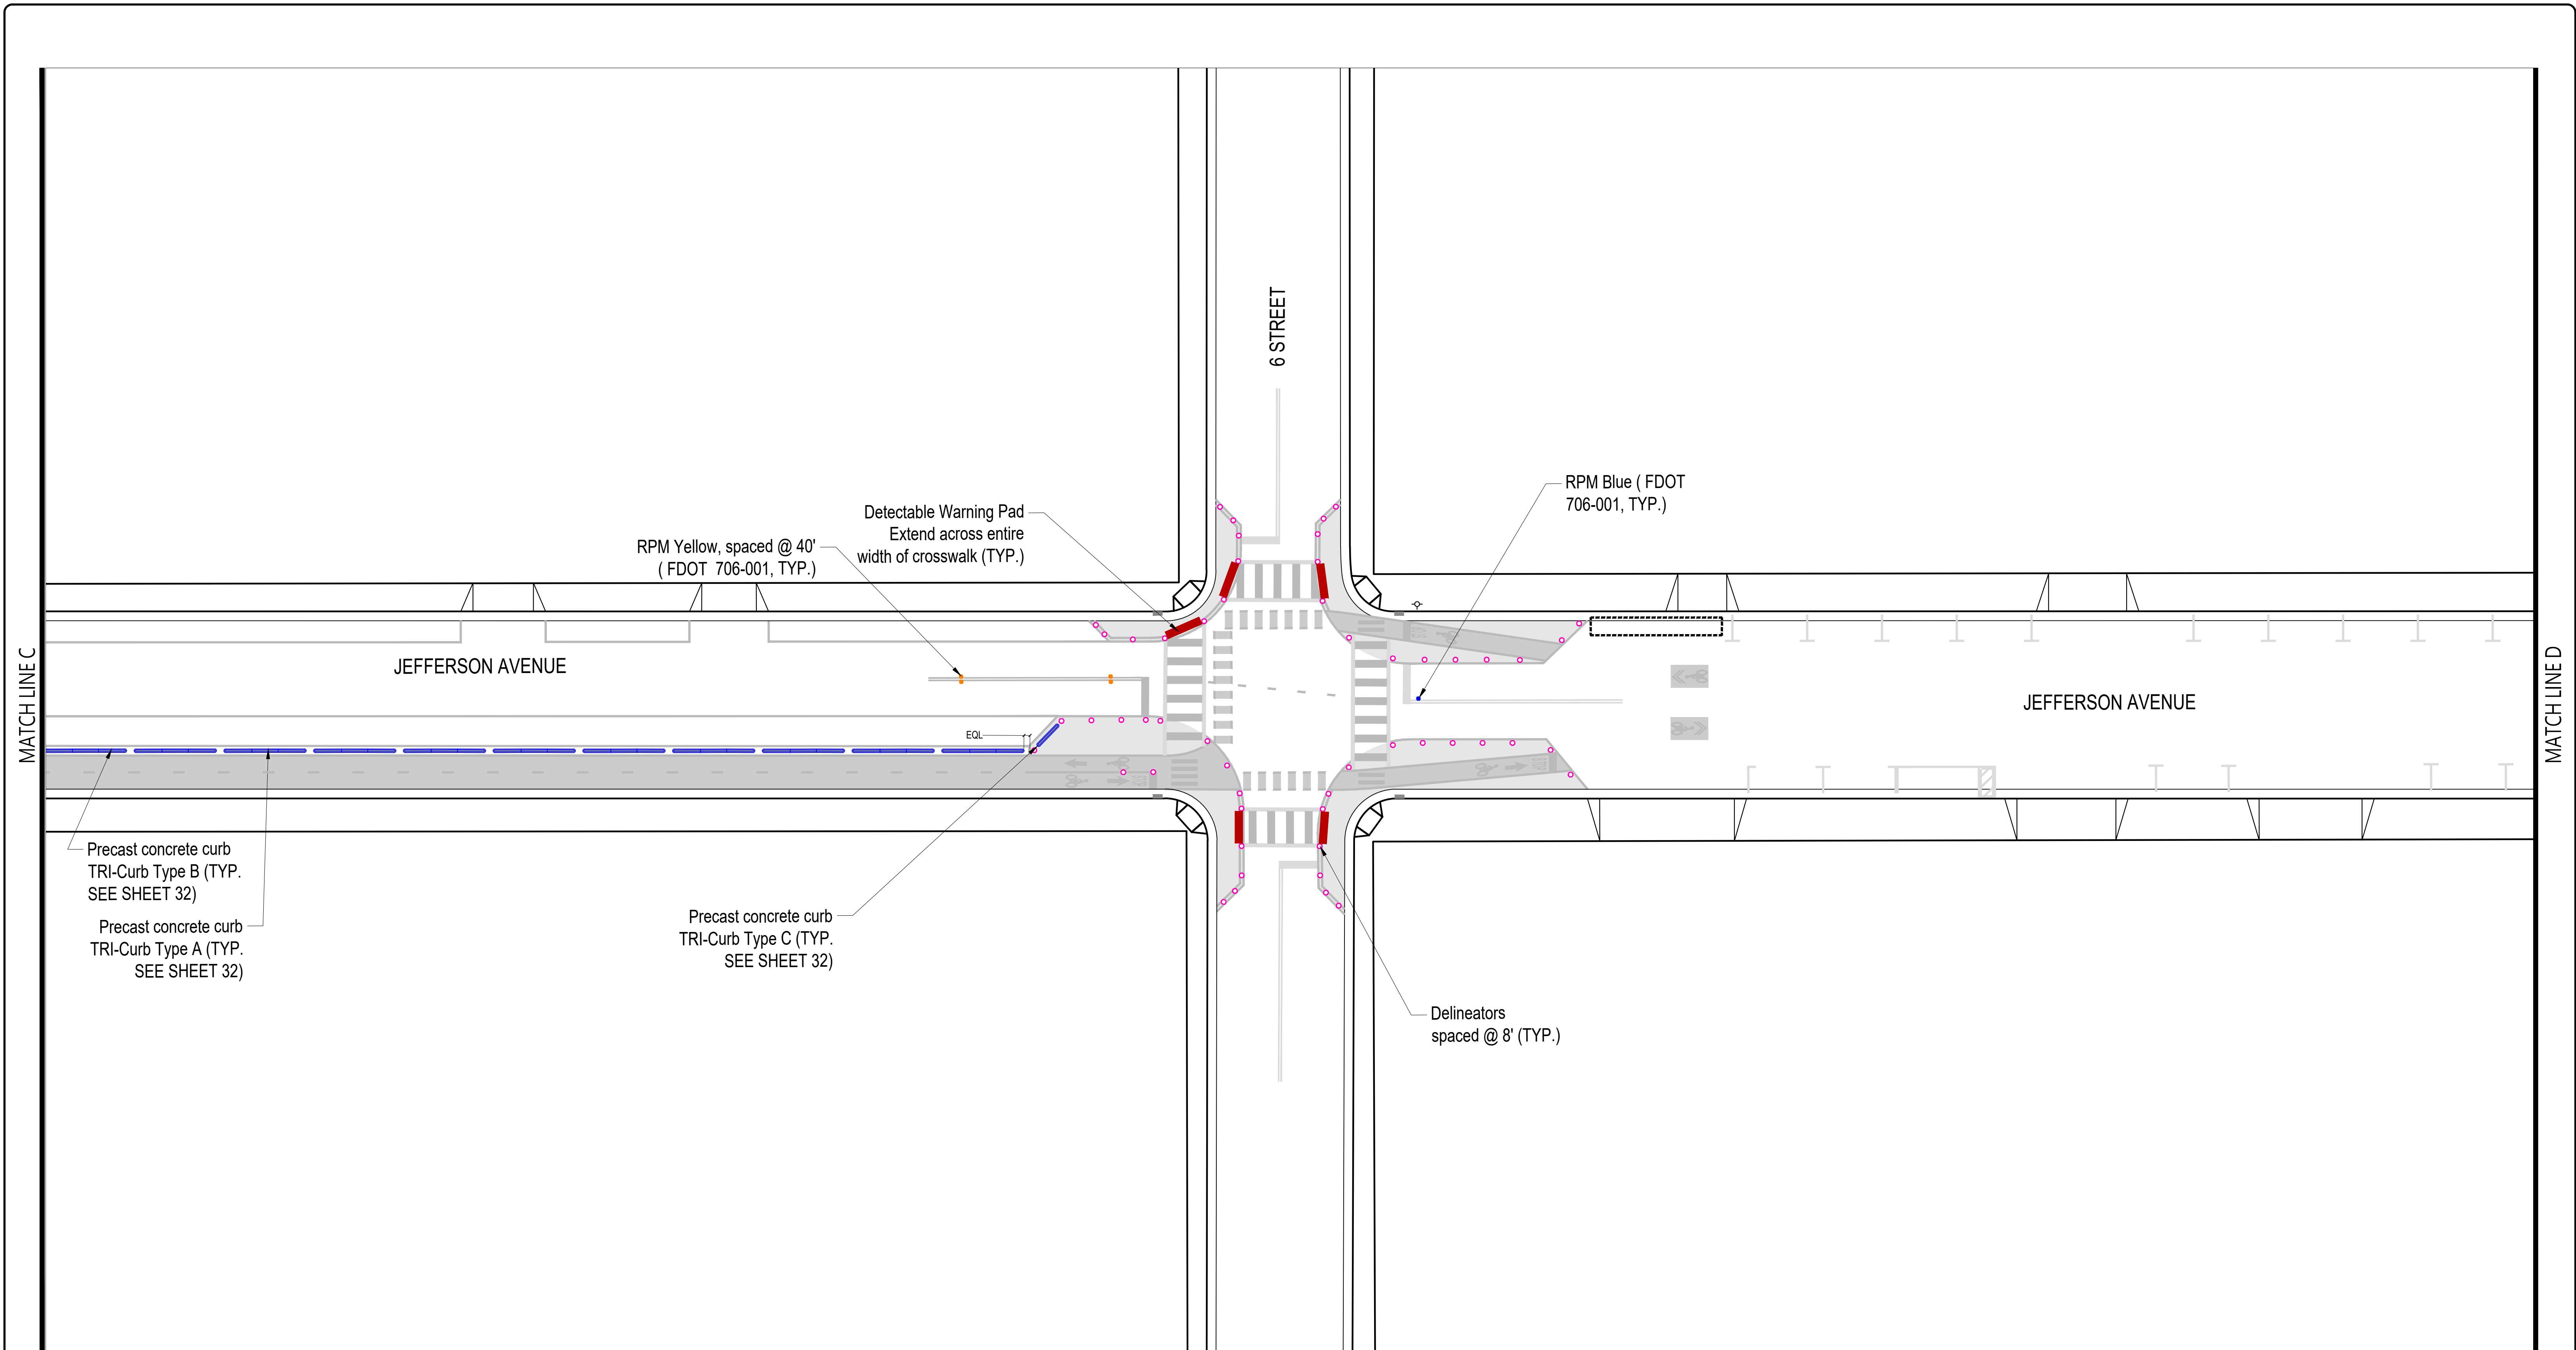 6 STREET
RPM Blue ( FDOT
706-001, TYP.)
Detectable Warning Pad
Extend across entire
width of crosswalk (TYP.)
RPM Yellow, spaced @ 40'
( FDOT  706-001, TYP.)
MATCH LINE C
JEFFERSON AVENUE
JEFFERSON AVENUE
MATCH LINE D
EQL
Precast concrete curb
TRI-Curb Type B (TYP.
SEE SHEET 32)
Precast concrete curb
TRI-Curb Type A (TYP.
SEE SHEET 32)
Precast concrete curb
TRI-Curb Type C (TYP.
SEE SHEET 32)
Delineators
spaced @ 8' (TYP.)